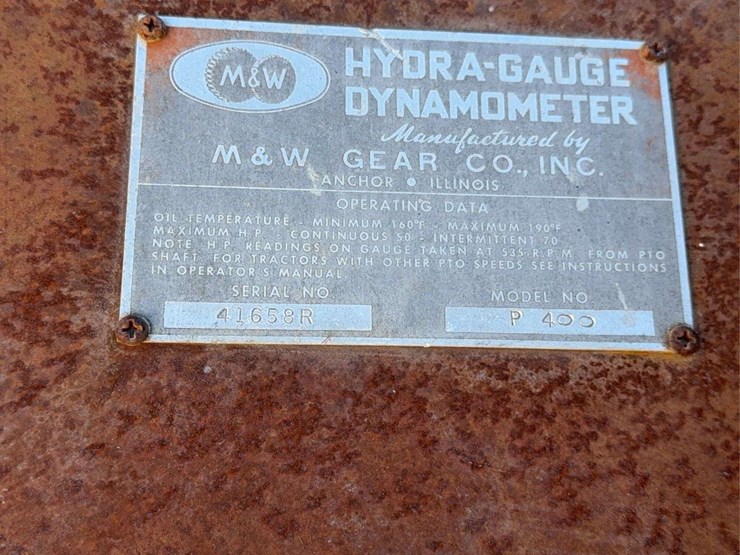 M&W
HYDRA-GAUGE
DYNAMOMETER
Manufactured by
M & W GEAR CO., INC.
ANCHOR • ILLINOIS
OPERATING DATA
OIL TEMPERATURE - MINIMUM 160°F - MAXIMUM 190°F
MAXIMUM H.P. - CONTINUOUS 50 - INTERMITTENT 70
NOTE H.P. READINGS ON GAUGE TAKEN AT 535 R.P.M. FROM PTO
SHAFT. FOR TRACTORS WITH OTHER PTO SPEEDS SEE INSTRUCTIONS
IN OPERATOR'S MANUAL
SERIAL NO
41658R
MODEL NO
P 400